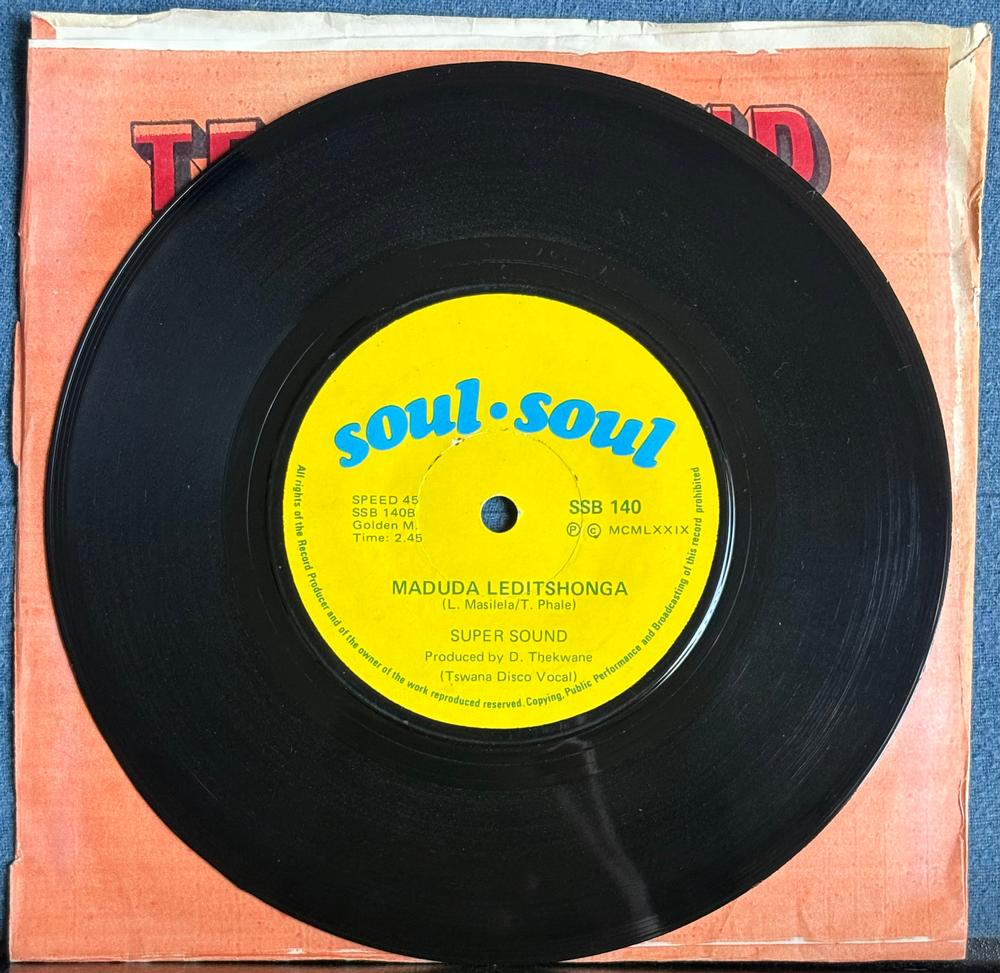 soul • soul
SPEED 45
SSB 140B
Golden M.
Time: 2.45
SSB 140
Ⓟ © MCMLXXIX
MADUDA LEDITSHONGA
(L. Masilela/T. Phale)
SUPER SOUND
Produced by D. Thekwane
(Tswana Disco Vocal)
All rights of the Record Producer and of the owner of the work reproduced reserved. Copying, Public Performance and Broadcasting of this record prohibited